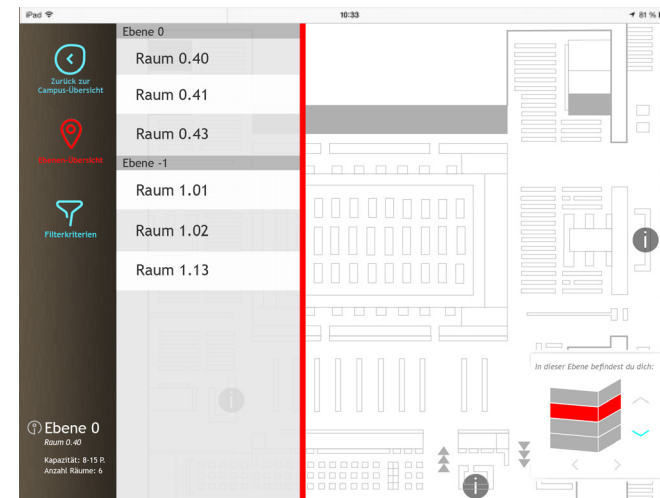 iPad
10:33
81 %
Zurück zur
Campus-Übersicht
Ebenen-Übersicht
Filterkriterien
Ebene 0
Raum 0.40
Kapazität: 8-15 P.
Anzahl Räume: 6
Ebene 0
Raum 0.40
Raum 0.41
Raum 0.43
Ebene -1
Raum 1.01
Raum 1.02
Raum 1.13
In dieser Ebene befindest du dich: